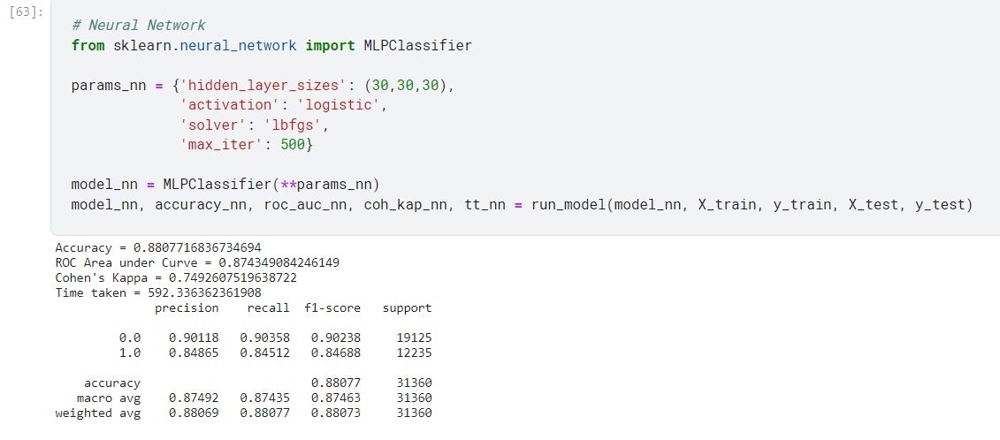 [63]:
# Neural Network
from sklearn.neural_network import MLPClassifier
params_nn = {'hidden_layer_sizes': (30,30,30),
'activation': 'logistic',
'solver': 'lbfgs',
'max_iter': 500}
model_nn = MLPClassifier(**params_nn)
model_nn, accuracy_nn, roc_auc_nn, coh_kap_nn, tt_nn = run_model(model_nn, X_train, y_train, X_test, y_test)
Accuracy = 0.8807716836734694
ROC Area under Curve = 0.874349084246149
Cohen's Kappa = 0.7492607519638722
Time taken = 592.336362361908
precision recall f1-score support
0.0 0.90118 0.90358 0.90238 19125
1.0 0.84865 0.84512 0.84688 12235
accuracy 0.88077 31360
macro avg 0.87492 0.87435 0.87463 31360
weighted avg 0.88069 0.88077 0.88073 31360